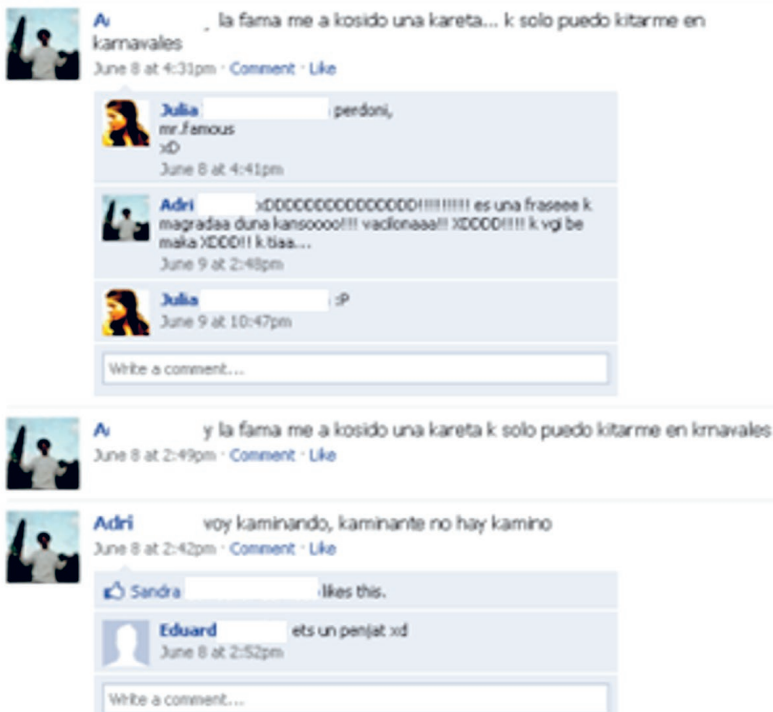 A la fama me a kosido una kareta... k solo puedo kitarme en
karnavales
June 8 at 4:31pm · Comment · Like
Julia perdoni,
mr.famous
xD
June 8 at 4:41pm
Adri xDDDDDDDDDDDDDDDD!!!!!!!!!! es una fraseee k
magradaa duna kansoooo!!! vacilonaaa!! XDDDD!!!! k vgi be
maka XDDD!! k tiaa...
June 9 at 2:48pm
Julia :P
June 9 at 10:47pm
Write a comment...
A y la fama me a kosido una kareta k solo puedo kitarme en krnavales
June 8 at 2:49pm · Comment · Like
Adri voy kaminando, kaminante no hay kamino
June 8 at 2:42pm · Comment · Like
Sandra likes this.
Eduard ets un penjat xd
June 8 at 2:52pm
Write a comment...